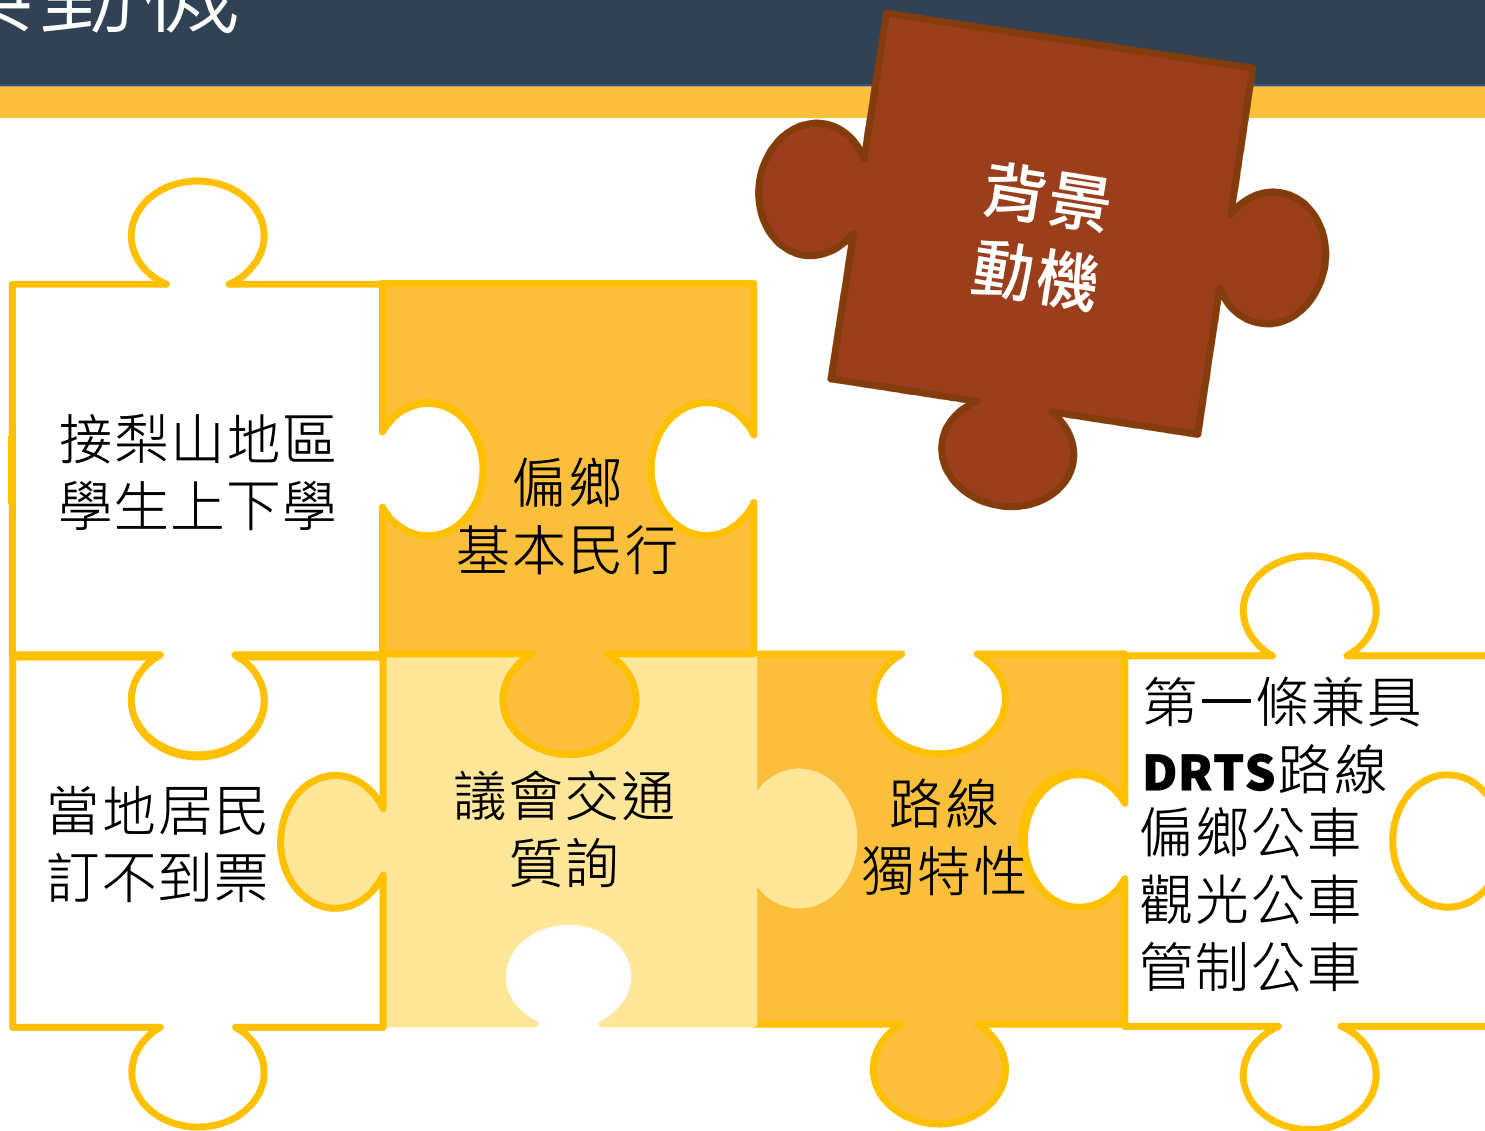 動機
背景
動機
接梨山地區
學生上下學
偏鄉
基本民行
當地居民
訂不到票
議會交通
質詢
路線
獨特性
第一條兼具
DRTS路線
偏鄉公車
觀光公車
管制公車